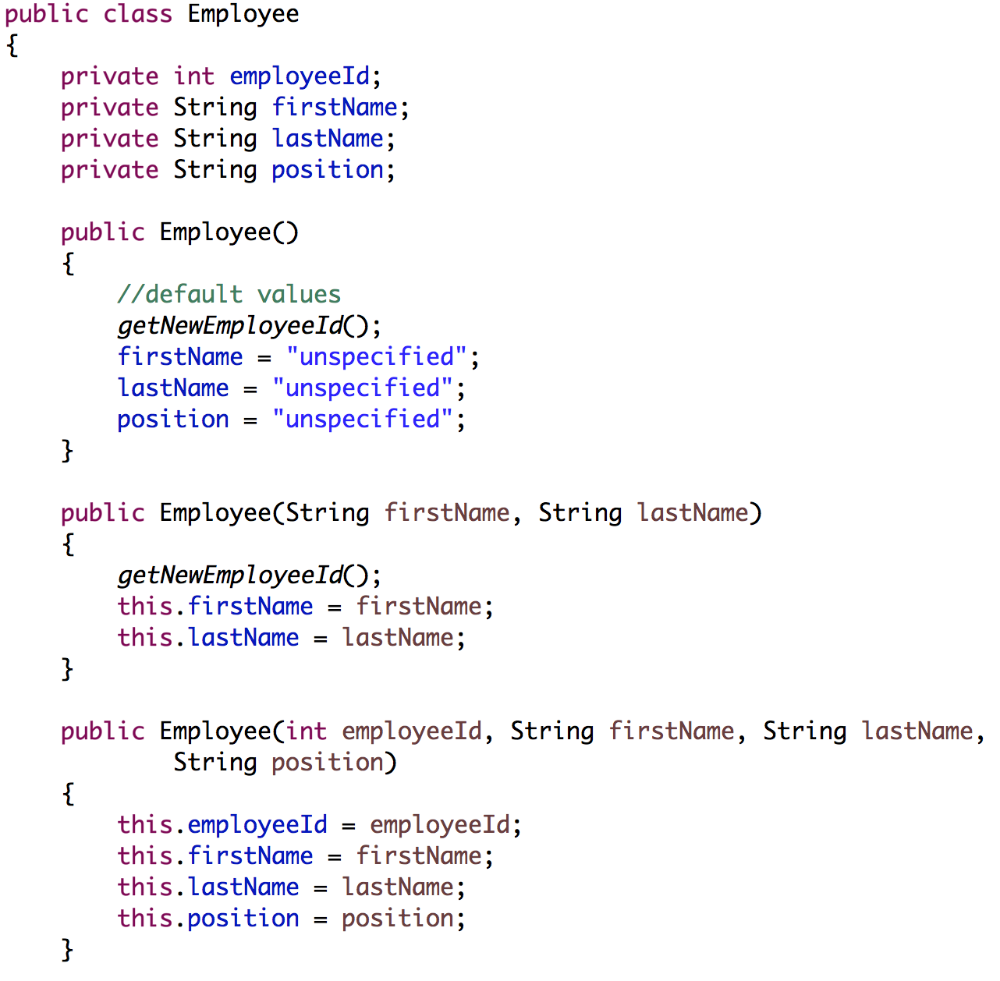 public class Employee
{
    private int employeeId;
    private String firstName;
    private String lastName;
    private String position;

    public Employee()
    {
        //default values
        getNewEmployeeId();
        firstName = "unspecified";
        lastName = "unspecified";
        position = "unspecified";
    }

    public Employee(String firstName, String lastName)
    {
        getNewEmployeeId();
        this.firstName = firstName;
        this.lastName = lastName;
    }

    public Employee(int employeeId, String firstName, String lastName,
            String position)
    {
        this.employeeId = employeeId;
        this.firstName = firstName;
        this.lastName = lastName;
        this.position = position;
    }